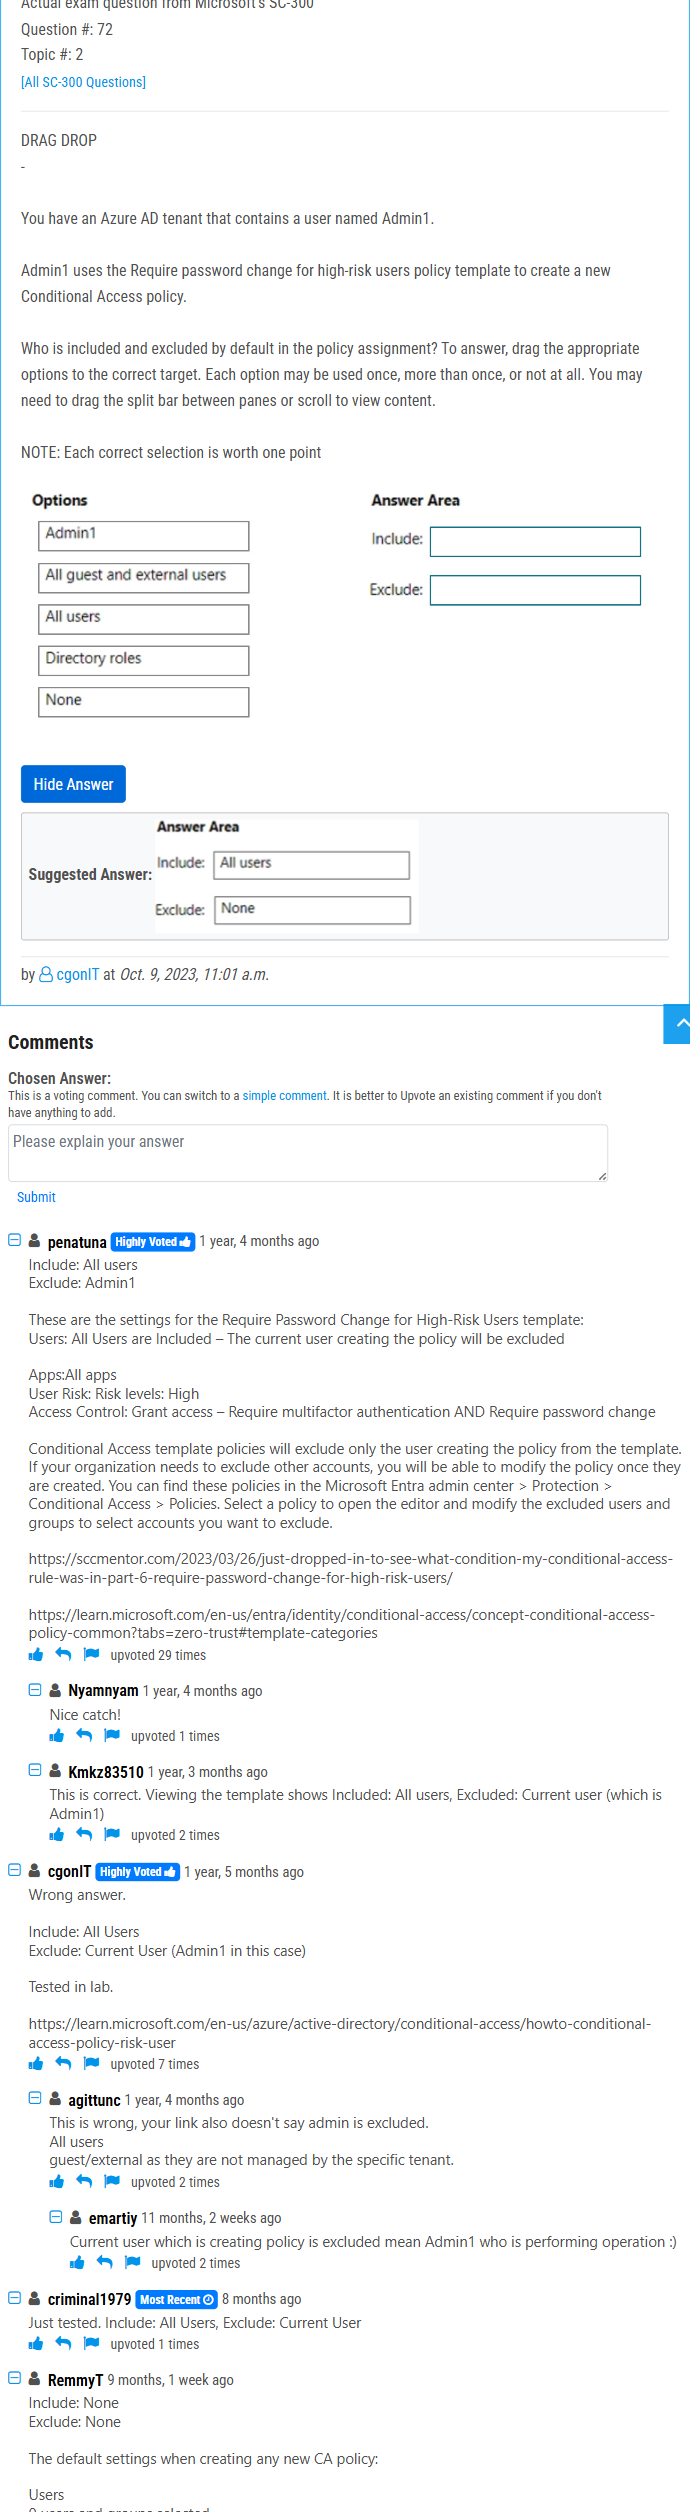 Actual exam question from Microsoft's SC-300
Question #: 72
Topic #: 2
[All SC-300 Questions]
DRAG DROP
-
You have an Azure AD tenant that contains a user named Admin1.
Admin1 uses the Require password change for high-risk users policy template to create a new
Conditional Access policy.
Who is included and excluded by default in the policy assignment? To answer, drag the appropriate
options to the correct target. Each option may be used once, more than once, or not at all. You may
need to drag the split bar between panes or scroll to view content.
NOTE: Each correct selection is worth one point
Options
Admin1
All guest and external users
All users
Directory roles
None
Answer Area
Include:
Exclude:
Hide Answer
Suggested Answer:
Answer Area
Include: All users
Exclude: None
by cgonIT at Oct. 9, 2023, 11:01 a.m.
Comments
Chosen Answer:
This is a voting comment. You can switch to a simple comment. It is better to Upvote an existing comment if you don't
have anything to add.
Please explain your answer
Submit
penatuna Highly Voted 1 year, 4 months ago
Include: All users
Exclude: Admin1
These are the settings for the Require Password Change for High-Risk Users template:
Users: All Users are Included – The current user creating the policy will be excluded
Apps:All apps
User Risk: Risk levels: High
Access Control: Grant access – Require multifactor authentication AND Require password change
Conditional Access template policies will exclude only the user creating the policy from the template.
If your organization needs to exclude other accounts, you will be able to modify the policy once they
are created. You can find these policies in the Microsoft Entra admin center > Protection >
Conditional Access > Policies. Select a policy to open the editor and modify the excluded users and
groups to select accounts you want to exclude.
https://sccmentor.com/2023/03/26/just-dropped-in-to-see-what-condition-my-conditional-access-
rule-was-in-part-6-require-password-change-for-high-risk-users/
https://learn.microsoft.com/en-us/entra/identity/conditional-access/concept-conditional-access-
policy-common?tabs=zero-trust#template-categories
upvoted 29 times
Nyamnyam 1 year, 4 months ago
Nice catch!
upvoted 1 times
Kmkz83510 1 year, 3 months ago
This is correct. Viewing the template shows Included: All users, Excluded: Current user (which is
Admin1)
upvoted 2 times
cgonIT Highly Voted 1 year, 5 months ago
Wrong answer.
Include: All Users
Exclude: Current User (Admin1 in this case)
Tested in lab.
https://learn.microsoft.com/en-us/azure/active-directory/conditional-access/howto-conditional-
access-policy-risk-user
upvoted 7 times
agittunc 1 year, 4 months ago
This is wrong, your link also doesn't say admin is excluded.
All users
guest/external as they are not managed by the specific tenant.
upvoted 2 times
emartiy 11 months, 2 weeks ago
Current user which is creating policy is excluded mean Admin1 who is performing operation :)
upvoted 2 times
criminal1979 Most Recent 8 months ago
Just tested. Include: All Users, Exclude: Current User
upvoted 1 times
RemmyT 9 months, 1 week ago
Include: None
Exclude: None
The default settings when creating any new CA policy:
Users
0 users and groups selected